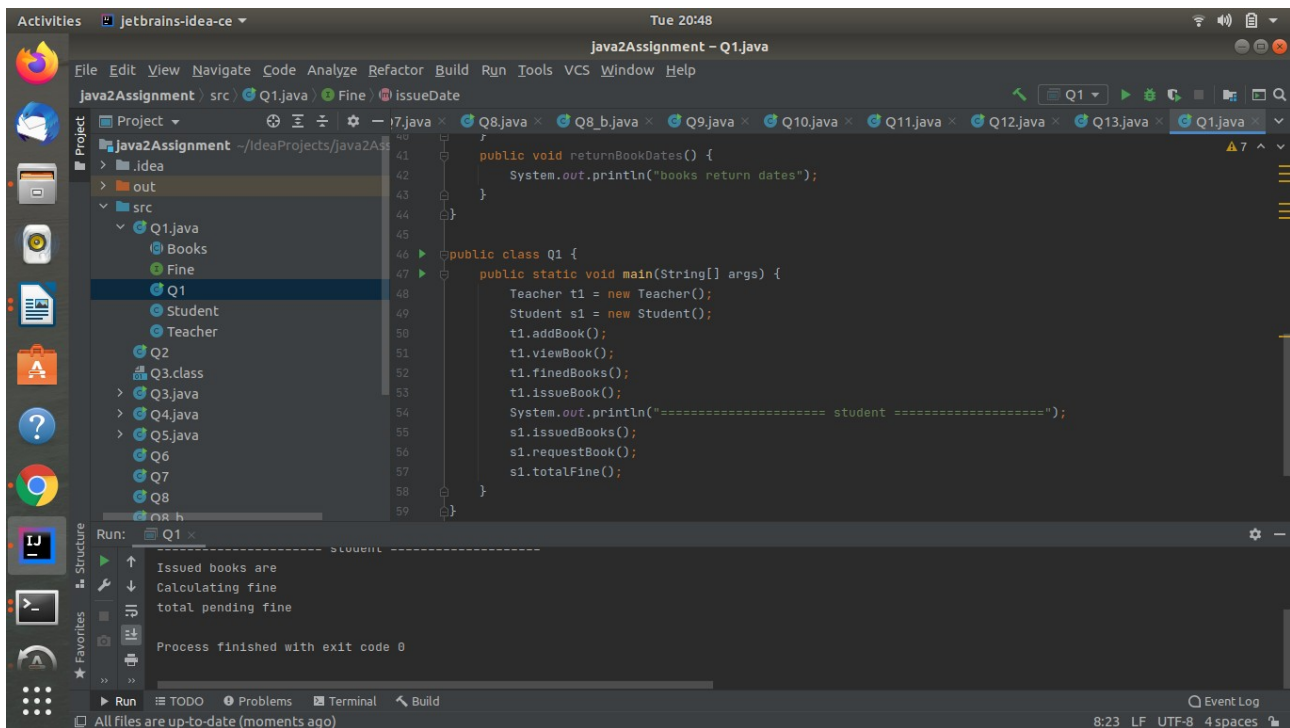 Activities jetbrains-idea-ce Tue 20:48
java2Assignment – Q1.java
File Edit View Navigate Code Analyze Refactor Build Run Tools VCS Window Help
java2Assignment src Q1.java Fine issueDate Q1
Project Project 7.java Q8.java Q8_b.java Q9.java Q10.java Q11.java Q12.java Q13.java Q1.java
java2Assignment ~/IdeaProjects/java2Ass
.idea
out
src
Q1.java
Books
Fine
Q1
Student
Teacher
Q2
Q3.class
Q3.java
Q4.java
Q5.java
Q6
Q7
Q8
Q8_b
40 }
41 public void returnBookDates() {
42 System.out.println("books return dates");
43 }
44 }
45
46 public class Q1 {
47 public static void main(String[] args) {
48 Teacher t1 = new Teacher();
49 Student s1 = new Student();
50 t1.addBook();
51 t1.viewBook();
52 t1.finedBooks();
53 t1.issueBook();
54 System.out.println("====================== student ====================");
55 s1.issuedBooks();
56 s1.requestBook();
57 s1.totalFine();
58 }
59 }
7
Run: Q1
====================== student ====================
Issued books are
Calculating fine
total pending fine
Process finished with exit code 0
Structure
Favorites
Run TODO Problems Terminal Build Event Log
All files are up-to-date (moments ago) 8:23 LF UTF-8 4 spaces